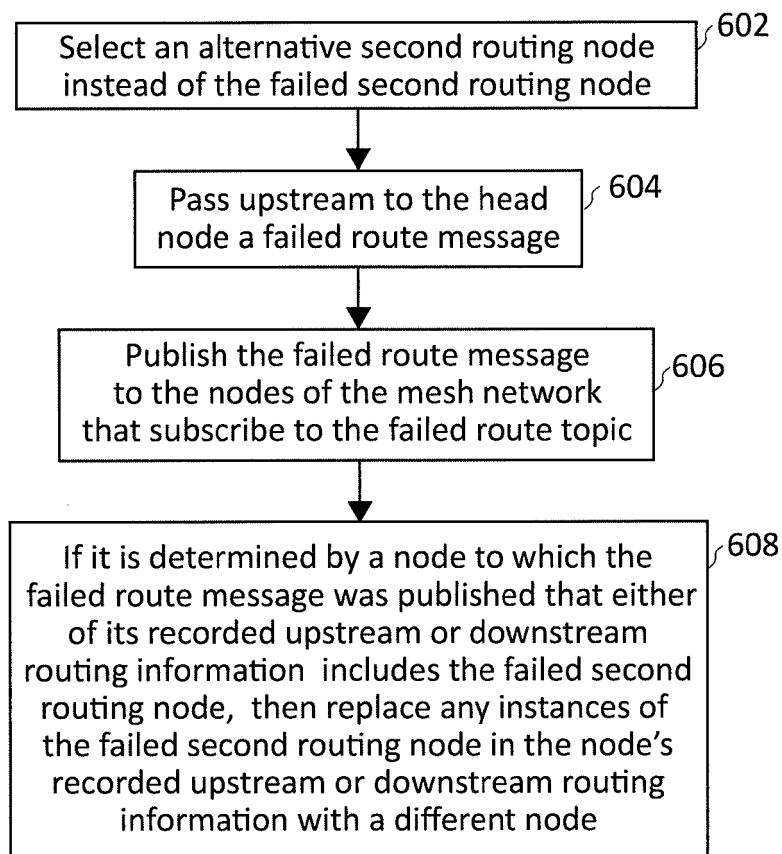 Select an alternative second routing node
instead of the failed second routing node
602
Pass upstream to the head
node a failed route message
604
Publish the failed route message
to the nodes of the mesh network
that subscribe to the failed route topic
606
If it is determined by a node to which the
failed route message was published that either
of its recorded upstream or downstream
routing information includes the failed second
routing node, then replace any instances of
the failed second routing node in the node's
recorded upstream or downstream routing
information with a different node
608